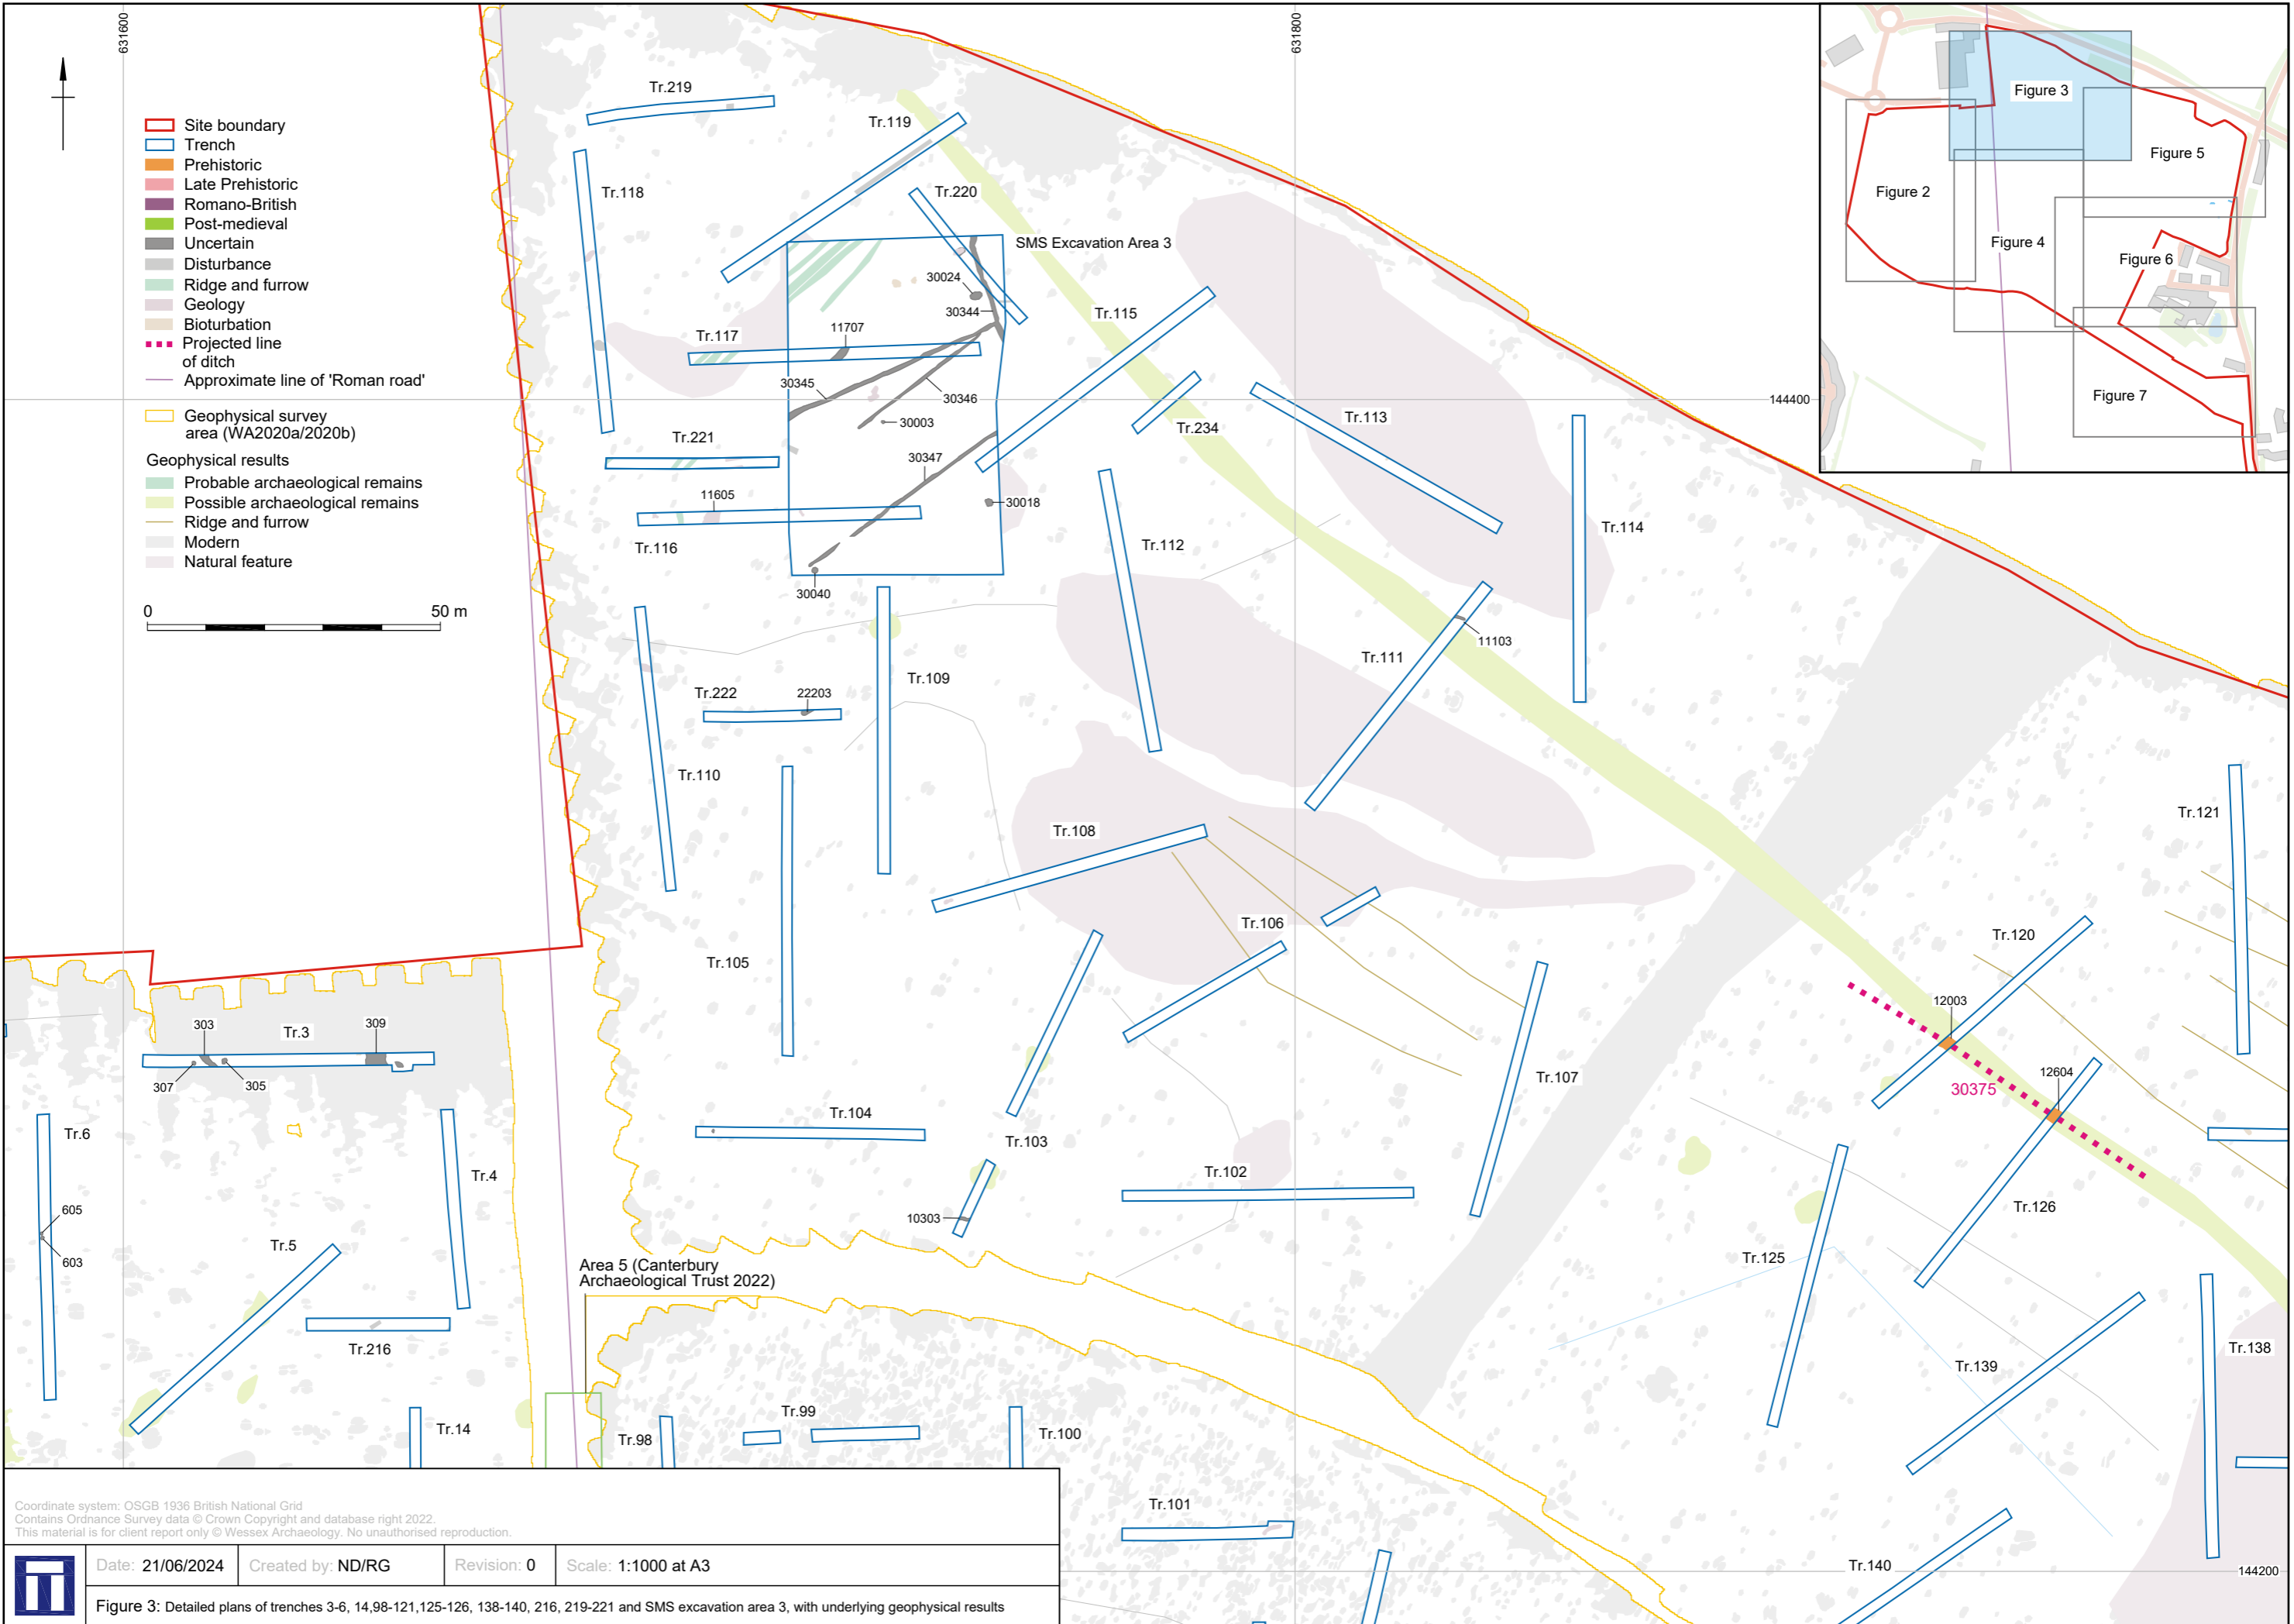 631600
631800
144400
144200
Site boundary
Trench
Prehistoric
Late Prehistoric
Romano-British
Post-medieval
Uncertain
Disturbance
Ridge and furrow
Geology
Bioturbation
Projected line
of ditch
Approximate line of 'Roman road'
Geophysical survey
area (WA2020a/2020b)
Geophysical results
Probable archaeological remains
Possible archaeological remains
Ridge and furrow
Modern
Natural feature
0
50 m
Figure 3
Figure 5
Figure 2
Figure 4
Figure 6
Figure 7
Tr.219
Tr.119
Tr.118
Tr.220
SMS Excavation Area 3
30024
30344
Tr.115
Tr.117
11707
30345
30346
30003
Tr.234
Tr.113
Tr.221
30347
11605
30018
Tr.114
Tr.116
Tr.112
30040
11103
Tr.111
Tr.109
Tr.222
22203
Tr.110
Tr.108
Tr.121
Tr.106
Tr.120
Tr.105
12003
303
Tr.3
309
307
305
12604
30375
Tr.107
Tr.104
Tr.6
Tr.103
Tr.4
Tr.102
605
10303
Tr.126
603
Tr.5
Tr.125
Area 5 (Canterbury
Archaeological Trust 2022)
Tr.216
Tr.138
Tr.139
Tr.14
Tr.98
Tr.99
Tr.100
Tr.101
Tr.140
Coordinate system: OSGB 1936 British National Grid
Contains Ordnance Survey data © Crown Copyright and database right 2022.
This material is for client report only © Wessex Archaeology. No unauthorised reproduction.
Date: 21/06/2024
Created by: ND/RG
Revision: 0
Scale: 1:1000 at A3
Figure 3: Detailed plans of trenches 3-6, 14,98-121,125-126, 138-140, 216, 219-221 and SMS excavation area 3, with underlying geophysical results